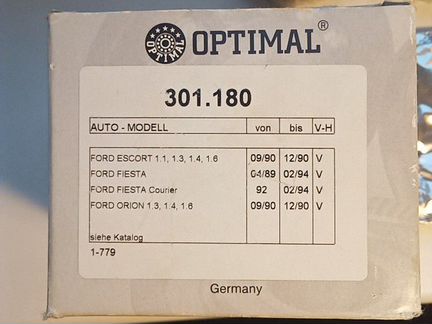 OPTIMAL
OPTIMAL®
301.180
AUTO - MODELL von bis V-H
FORD ESCORT 1.1, 1.3, 1.4, 1.6 09/90 12/90 V
FORD FIESTA 04/89 02/94 V
FORD FIESTA Courier 92 02/94 V
FORD ORION 1.3, 1.4, 1.6 09/90 12/90 V
siehe Katalog
1-779
Germany